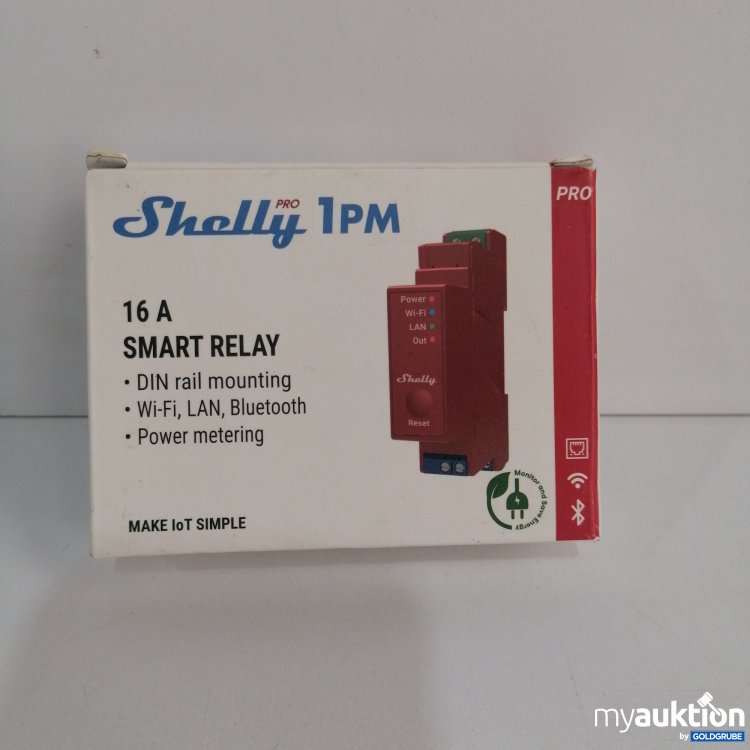 Shelly PRO 1PM
PRO
16 A
SMART RELAY
• DIN rail mounting
• Wi-Fi, LAN, Bluetooth
• Power metering
Power
Wi-Fi
LAN
Out
Shelly
Reset
Monitor and Save Energy
MAKE IoT SIMPLE
myauktion
by GOLDGRUBE